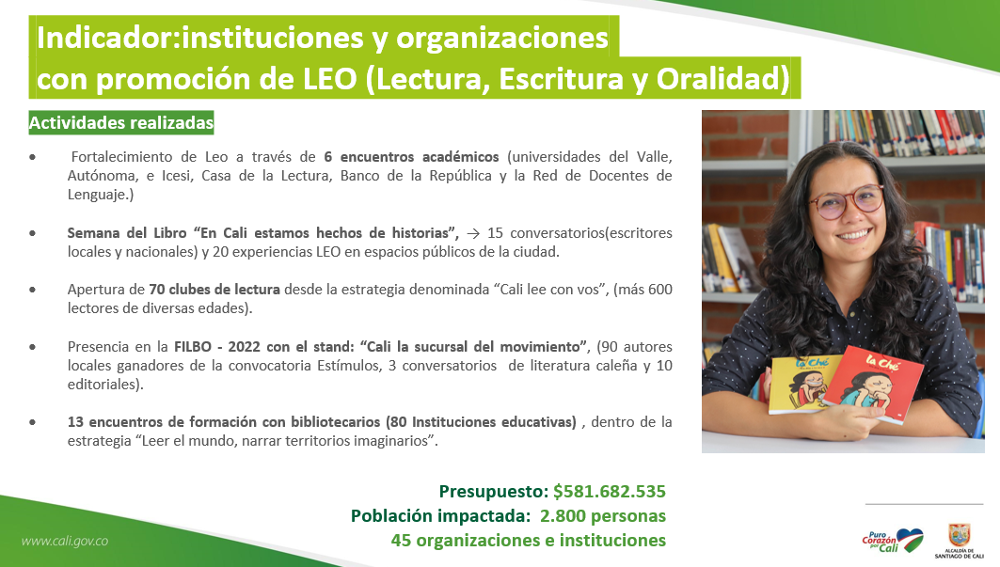 Indicador:instituciones y organizaciones
con promoción de LEO (Lectura, Escritura y Oralidad)
Actividades realizadas
• Fortalecimiento de Leo a través de 6 encuentros académicos (universidades del Valle,
Autónoma, e Icesi, Casa de la Lectura, Banco de la República y la Red de Docentes de
Lenguaje.)
• Semana del Libro “En Cali estamos hechos de historias”, → 15 conversatorios(escritores
locales y nacionales) y 20 experiencias LEO en espacios públicos de la ciudad.
• Apertura de 70 clubes de lectura desde la estrategia denominada “Cali lee con vos”, (más 600
lectores de diversas edades).
• Presencia en la FILBO - 2022 con el stand: “Cali la sucursal del movimiento”, (90 autores
locales ganadores de la convocatoria Estímulos, 3 conversatorios de literatura caleña y 10
editoriales).
• 13 encuentros de formación con bibliotecarios (80 Instituciones educativas) , dentro de la
estrategia “Leer el mundo, narrar territorios imaginarios”.
la Ché
la Ché
Presupuesto: $581.682.535
Población impactada: 2.800 personas
45 organizaciones e instituciones
www.cali.gov.co
Puro
Corazón
por
Cali
ALCALDÍA DE
SANTIAGO DE CALI